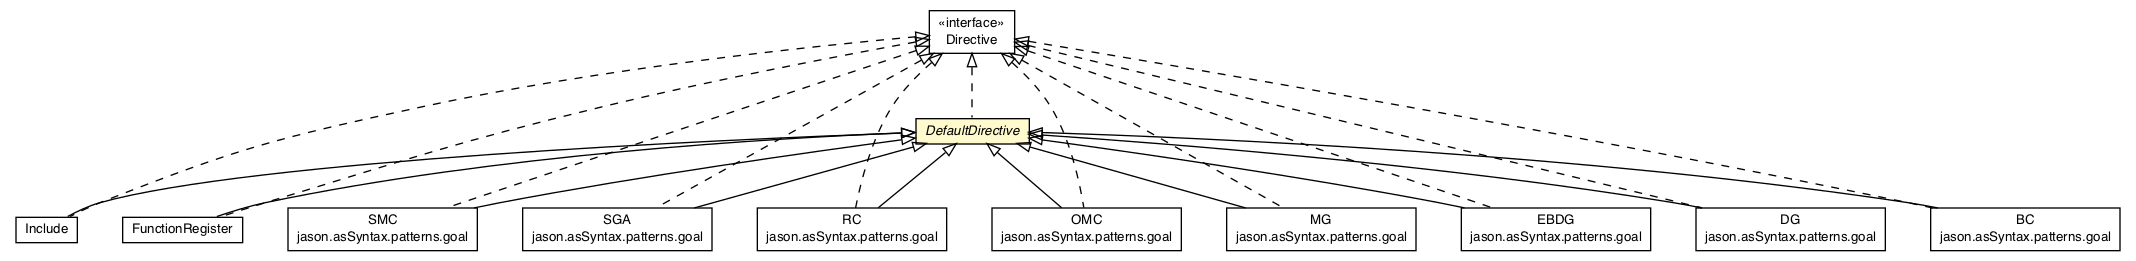 «interface»
Directive
DefaultDirective
Include
FunctionRegister
SMC
jason.asSyntax.patterns.goal
SGA
jason.asSyntax.patterns.goal
RC
jason.asSyntax.patterns.goal
OMC
jason.asSyntax.patterns.goal
MG
jason.asSyntax.patterns.goal
EBDG
jason.asSyntax.patterns.goal
DG
jason.asSyntax.patterns.goal
BC
jason.asSyntax.patterns.goal